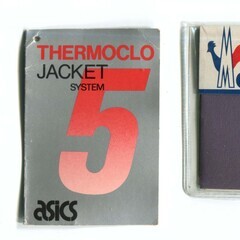 THERMOCLO
JACKET
SYSTEM
5
asics